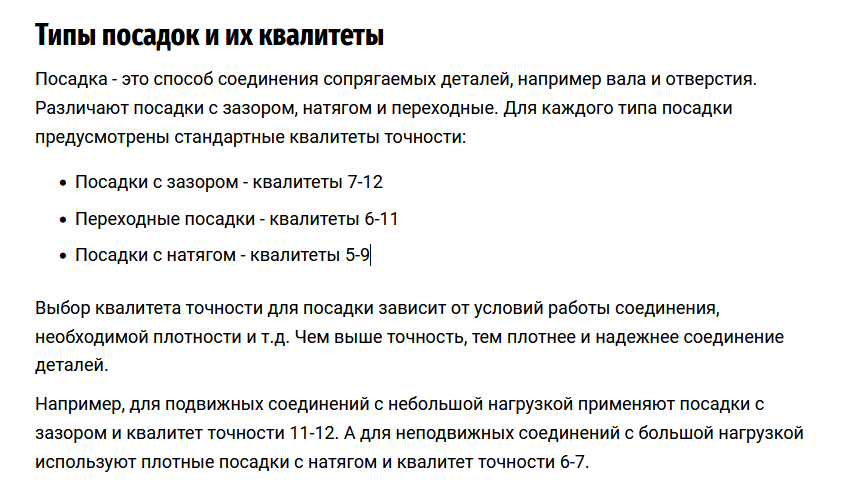 Типы посадок и их квалитеты
Посадка - это способ соединения сопрягаемых деталей, например вала и отверстия.
Различают посадки с зазором, натягом и переходные. Для каждого типа посадки
предусмотрены стандартные квалитеты точности:
• Посадки с зазором - квалитеты 7-12
• Переходные посадки - квалитеты 6-11
• Посадки с натягом - квалитеты 5-9
Выбор квалитета точности для посадки зависит от условий работы соединения,
необходимой плотности и т.д. Чем выше точность, тем плотнее и надежнее соединение
деталей.
Например, для подвижных соединений с небольшой нагрузкой применяют посадки с
зазором и квалитет точности 11-12. А для неподвижных соединений с большой нагрузкой
используют плотные посадки с натягом и квалитет точности 6-7.